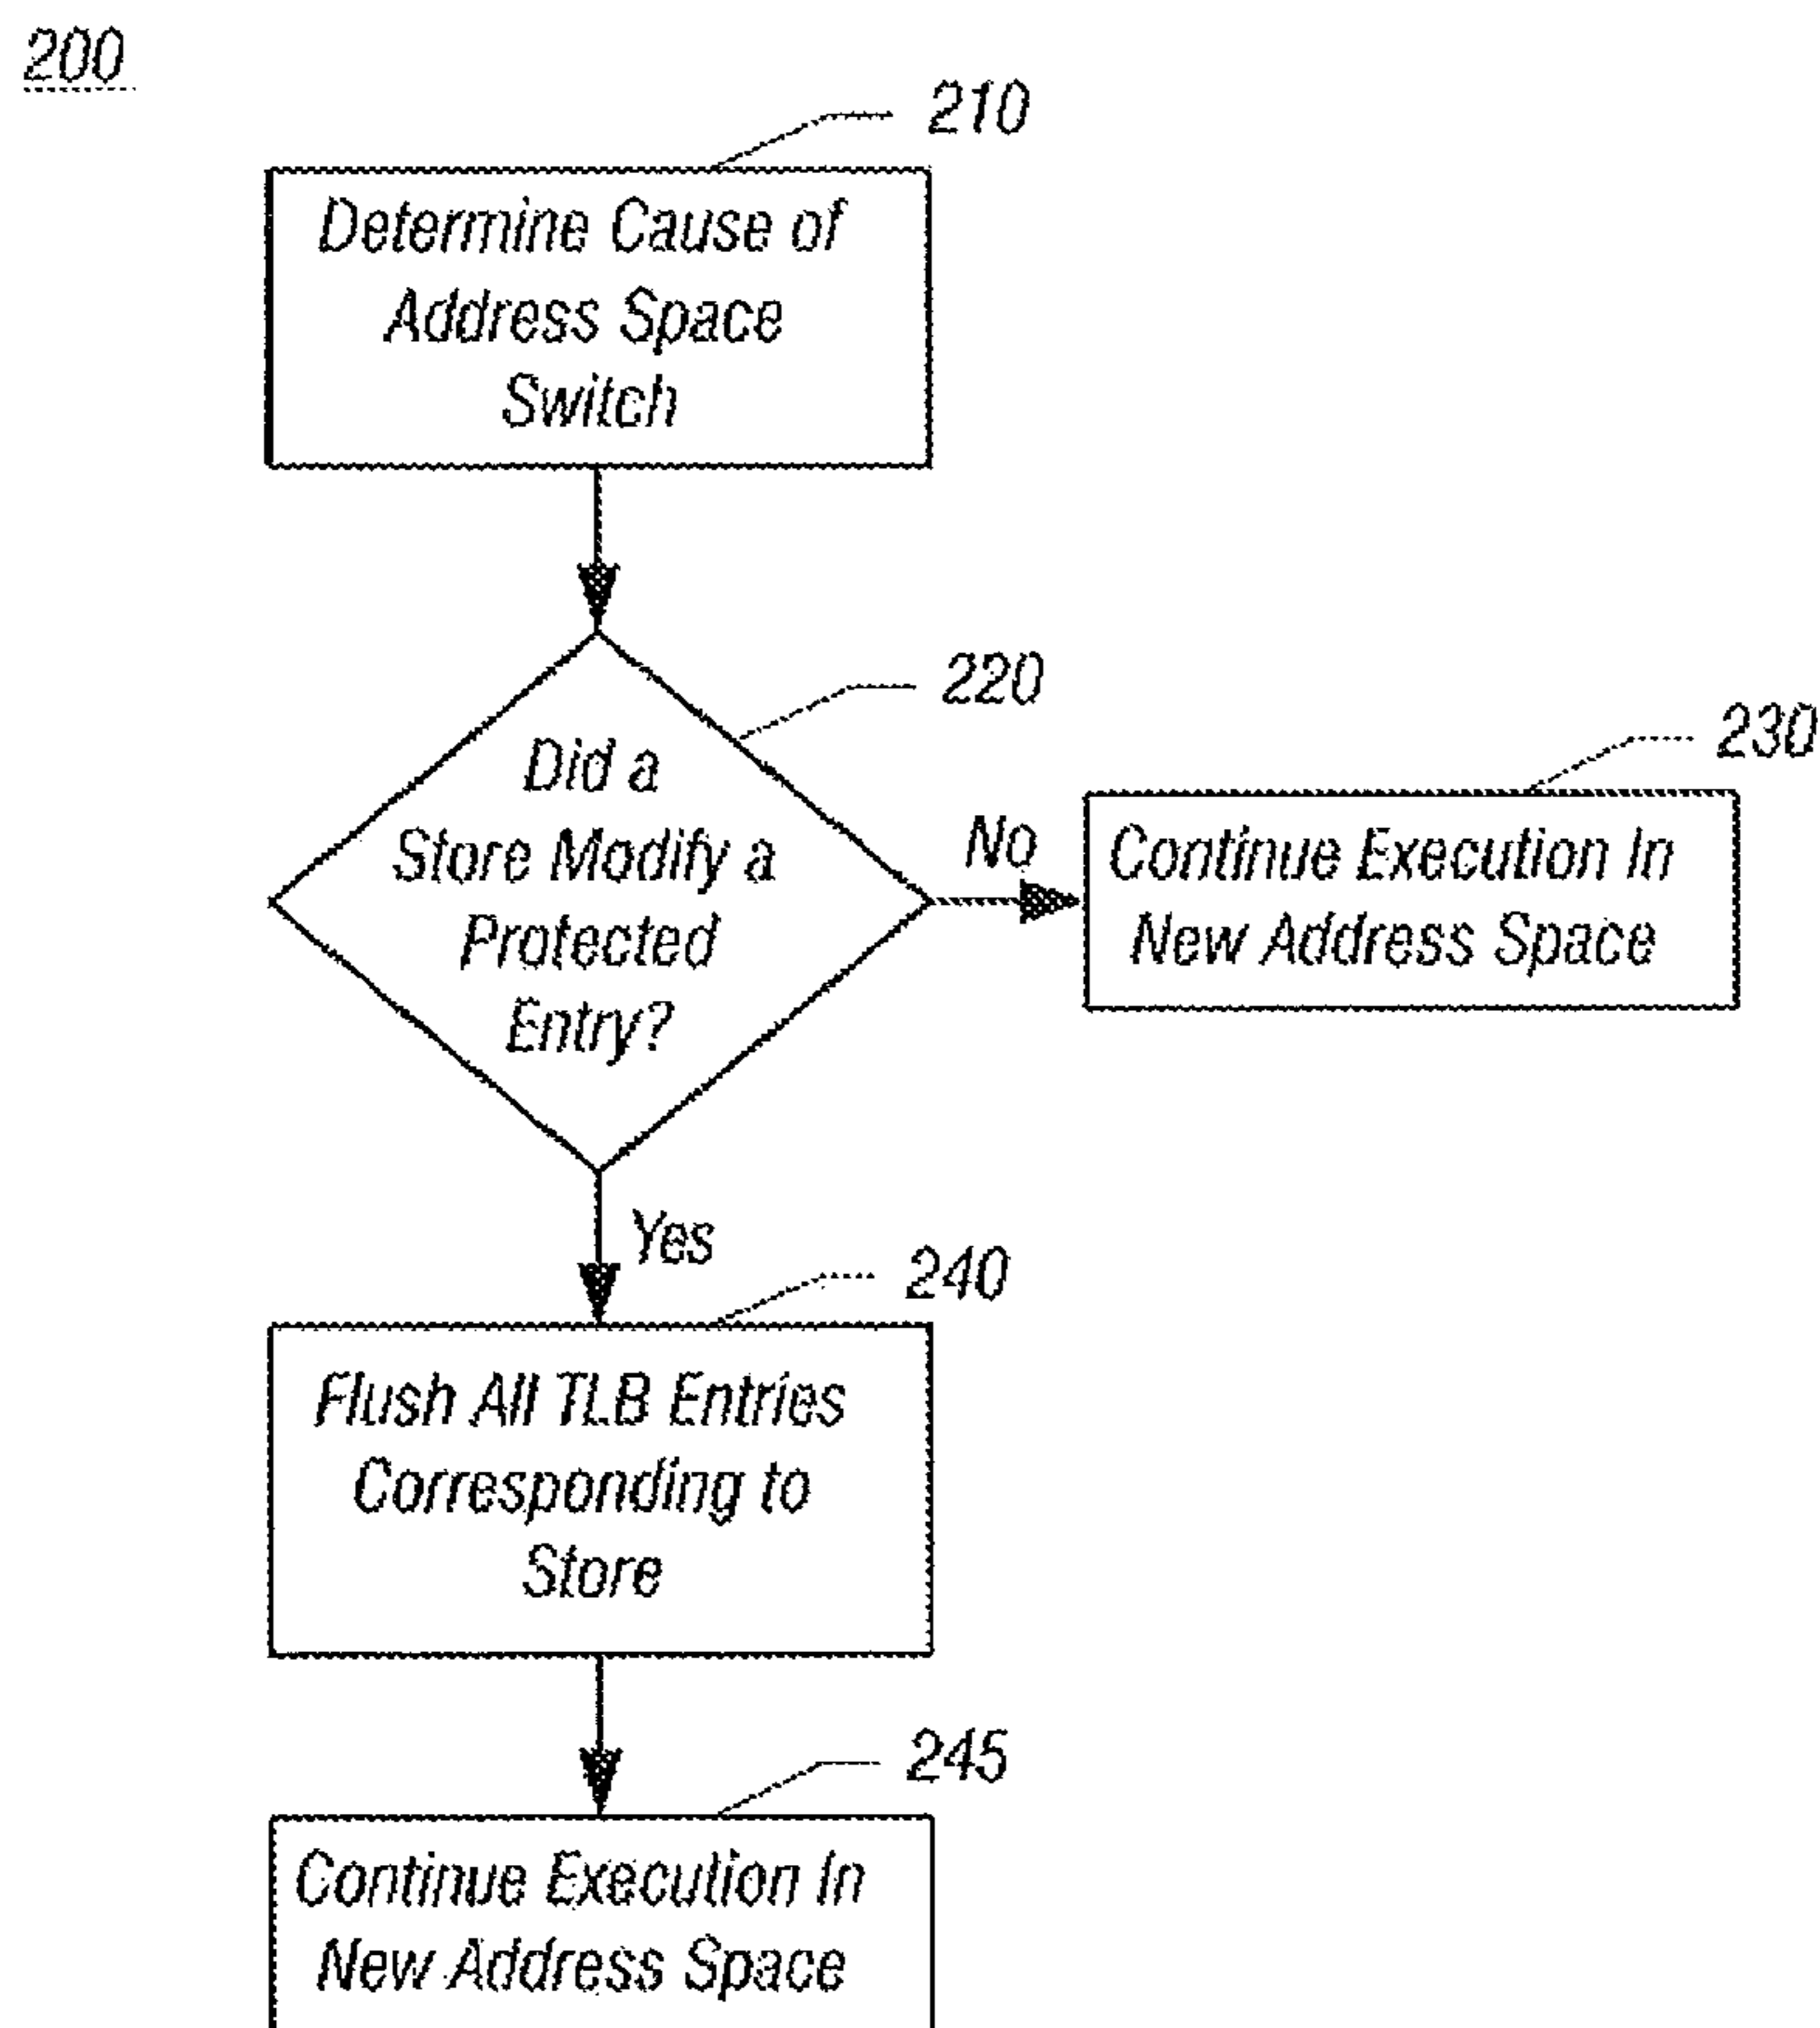 200
210
Determine Cause of
Address Space
Switch
220
Did a
Store Modify a
Protected
Entry?
No
230
Continue Execution In
New Address Space
Yes
240
Flush All TLB Entries
Corresponding to
Store
245
Continue Execution In
New Address Space